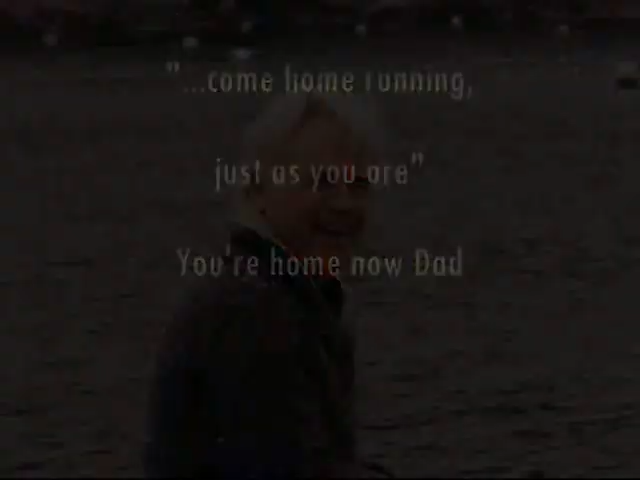 "...come home running,
just as you are"
You're home now Dad